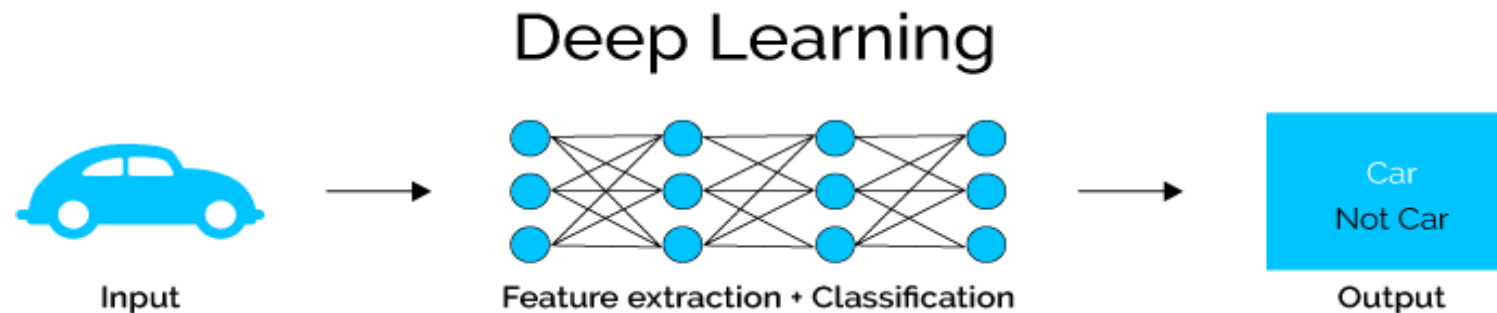 Deep Learning
Car
Not Car
Input
Feature extraction + Classification
Output